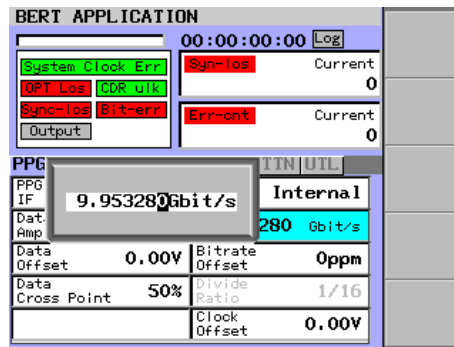 BERT APPLICATION
00:00:00:00 Log
System Clock Err
OPT Los CDR ulk
Sync-los Bit-err
Output
Syn-los Current
0
Err-cnt Current
0
PPG TTN UTL
PPG
IF
Internal
9.953280Gbit/s
Dat
Amp
280 Gbit/s
Data
Offset 0.00V
Bitrate
Offset 0ppm
Data
Cross Point 50%
Divide
Ratio 1/16
Clock
Offset 0.00V